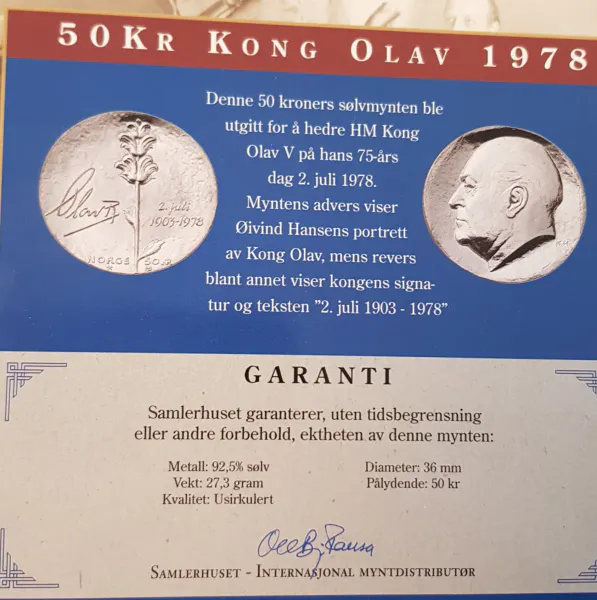 50 Kr Kong Olav 1978
Denne 50 kroners sølvmynten ble
utgitt for å hedre HM Kong
Olav V på hans 75-års
dag 2. juli 1978.
Myntens advers viser
Øivind Hansens portrett
av Kong Olav, mens revers
blant annet viser kongens signa-
tur og teksten "2. juli 1903 - 1978"
Olav R
2. juli
1903-1978
NORGE 50 KR
GARANTI
Samlerhuset garanterer, uten tidsbegrensning
eller andre forbehold, ektheten av denne mynten:
Metall: 92,5% sølv
Vekt: 27,3 gram
Kvalitet: Usirkulert
Diameter: 36 mm
Pålydende: 50 kr
Samlerhuset - Internasjonal myntdistributør